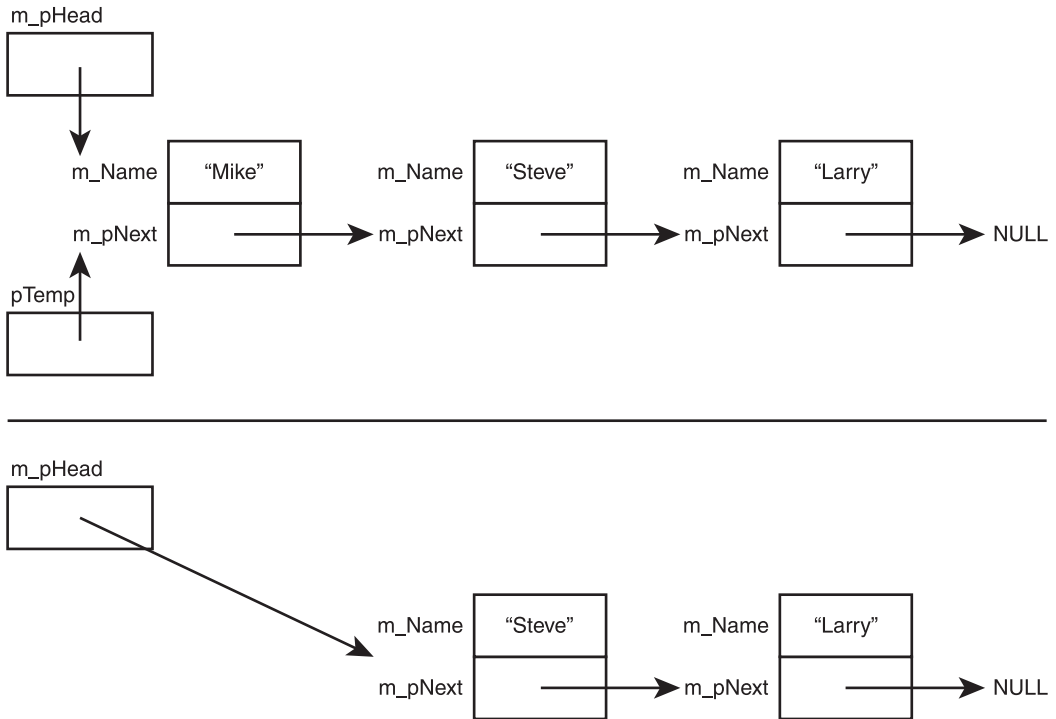 m_pHead
m_Name “Mike” m_Name “Steve” m_Name “Larry”
m_pNext m_pNext m_pNext NULL
pTemp
m_pHead
m_Name “Steve” m_Name “Larry”
m_pNext m_pNext NULL